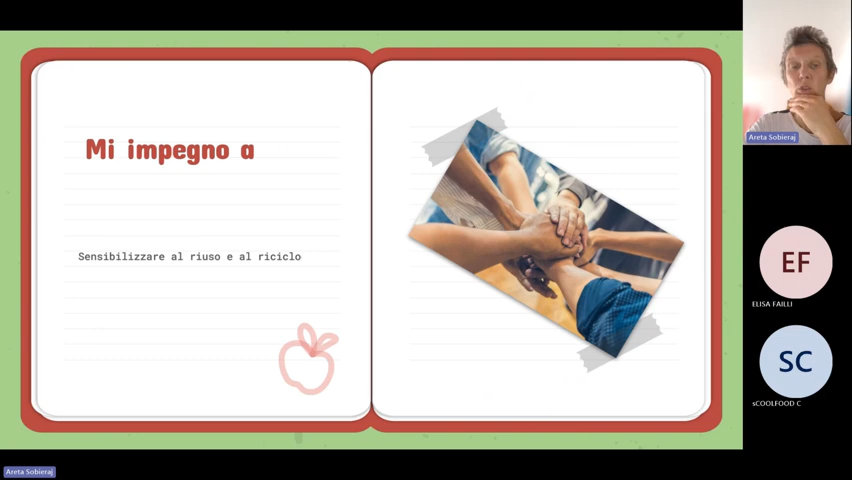 Mi impegno a
Sensibilizzare al riuso e al riciclo
Areta Sobieraj
EF
ELISA FAILLI
SC
sCOOLFOOD C
Areta Sobieraj